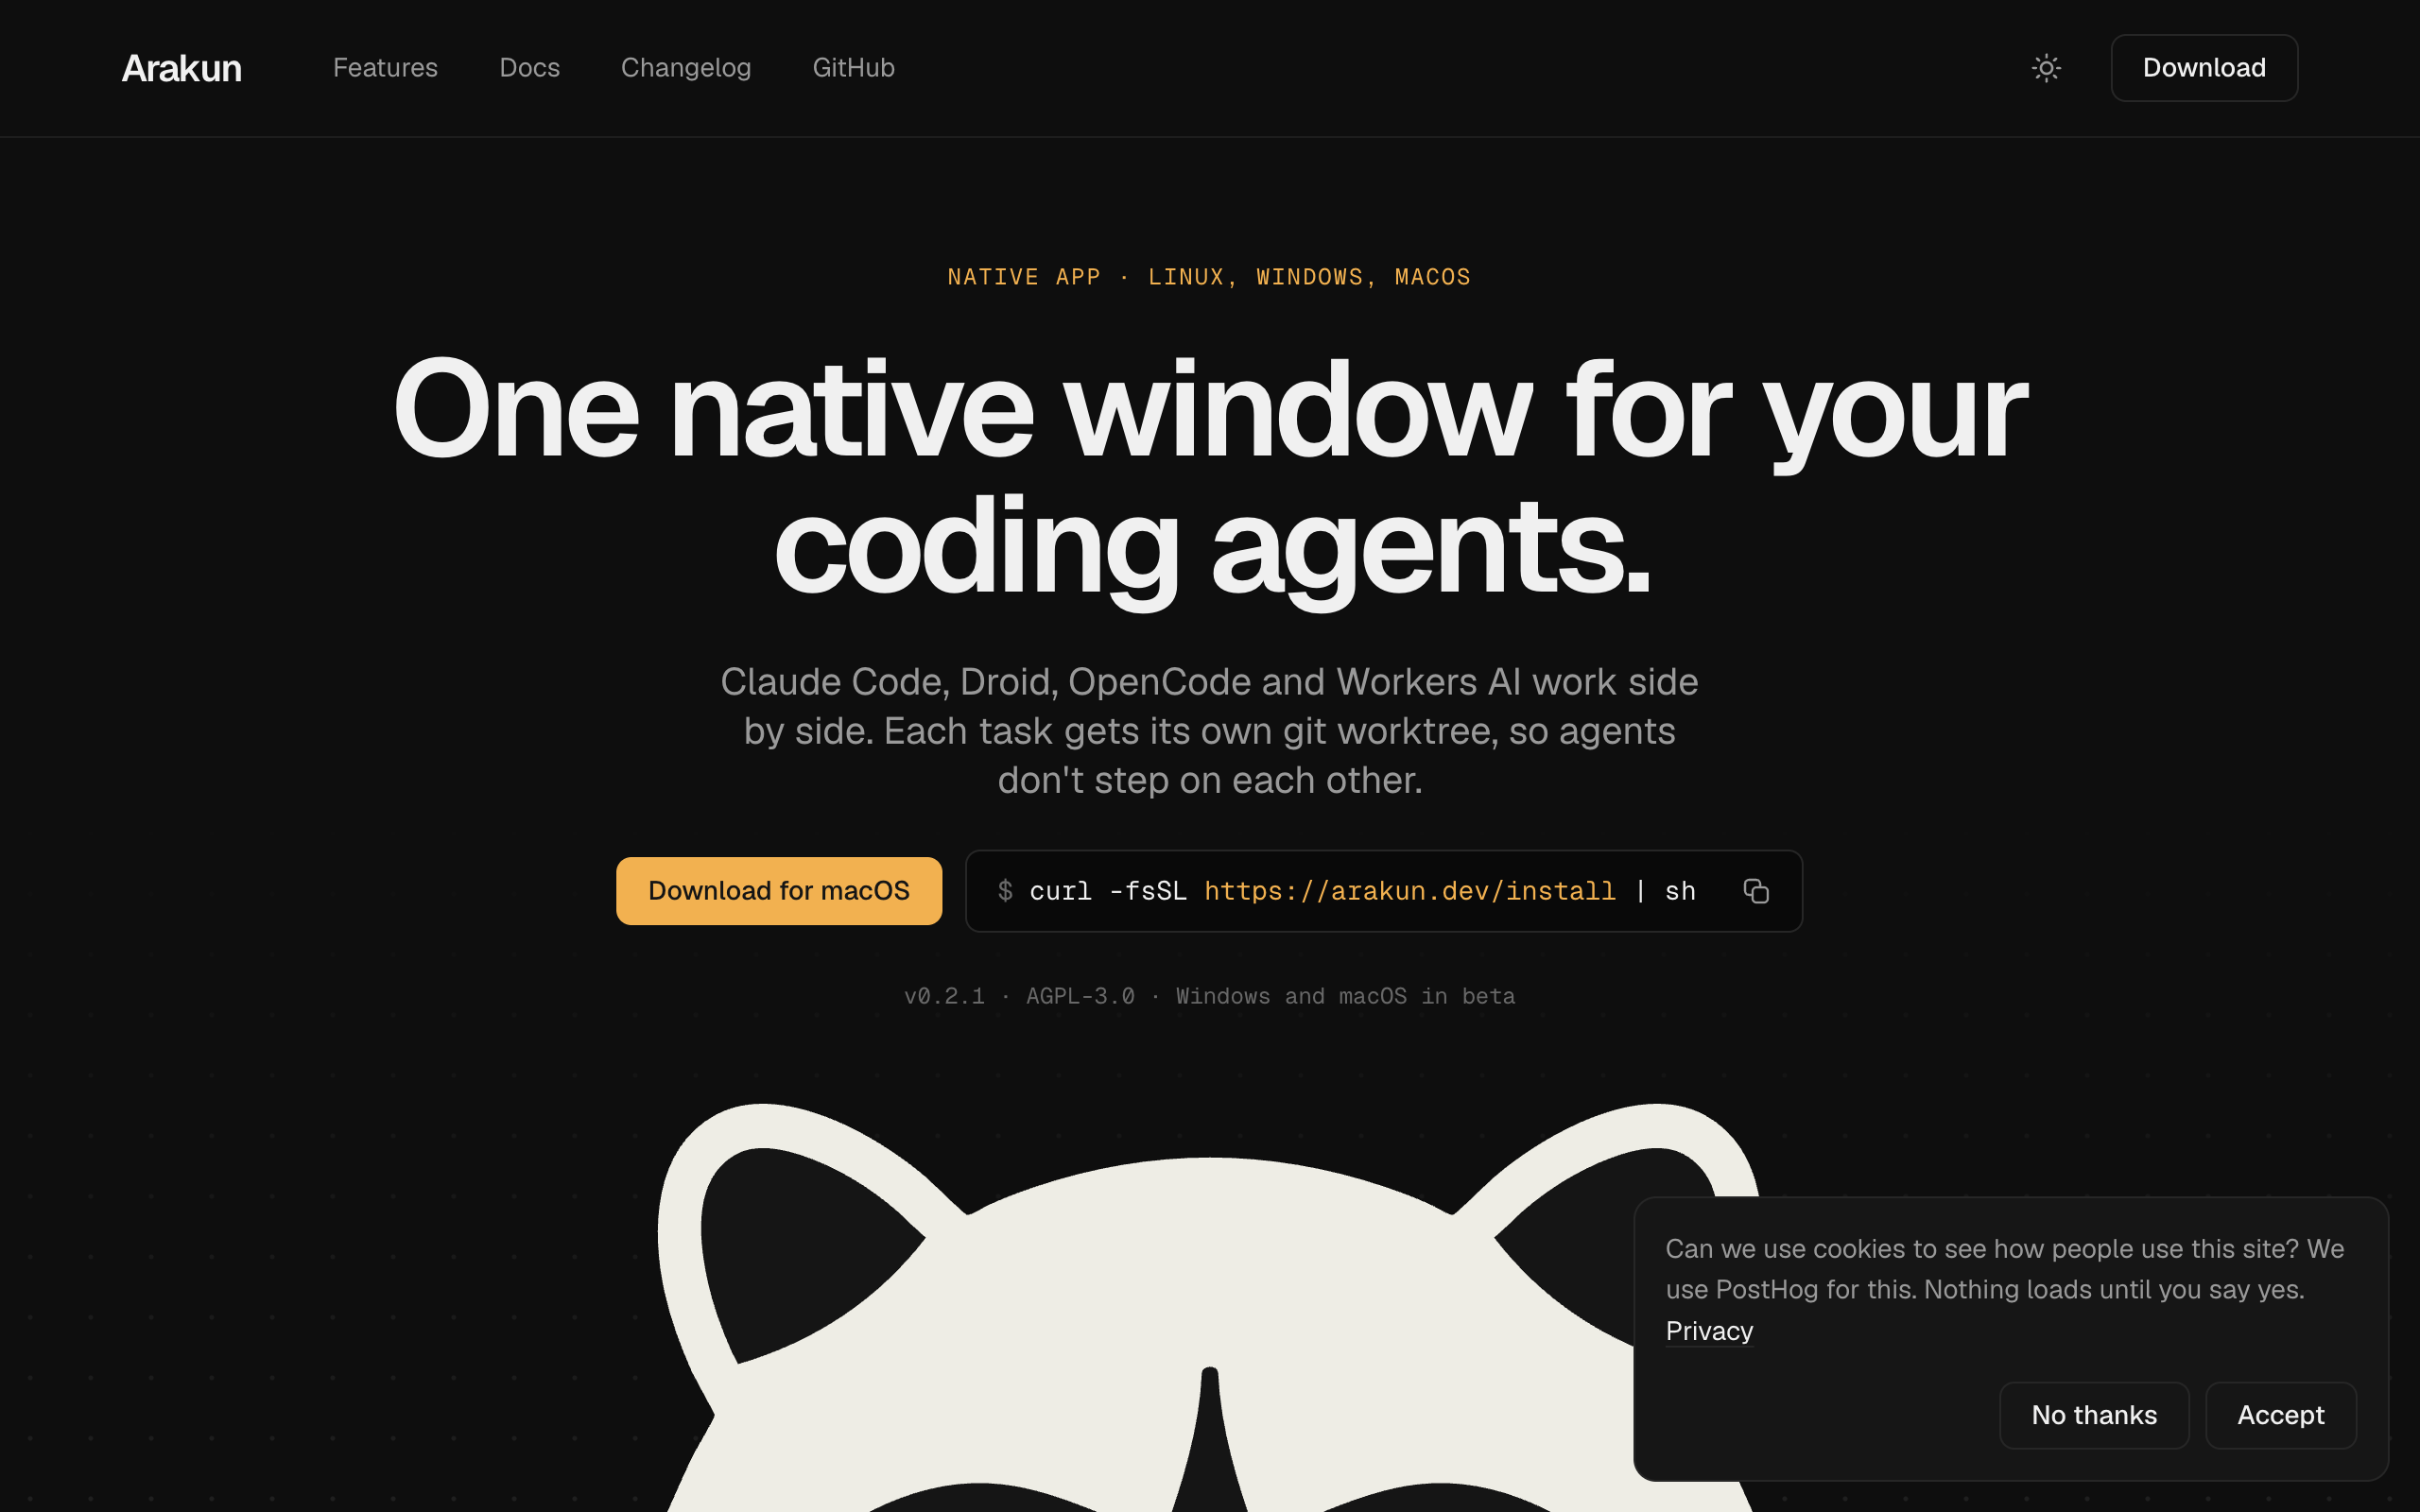 Arakun
Features
Docs
Changelog
GitHub
Download
NATIVE APP · LINUX, WINDOWS, MACOS
One native window for your
coding agents.
Claude Code, Droid, OpenCode and Workers AI work side
by side. Each task gets its own git worktree, so agents
don't step on each other.
Download for macOS
$ curl -fsSL https://arakun.dev/install | sh
v0.2.1 · AGPL-3.0 · Windows and macOS in beta
Can we use cookies to see how people use this site? We
use PostHog for this. Nothing loads until you say yes.
Privacy
No thanks
Accept